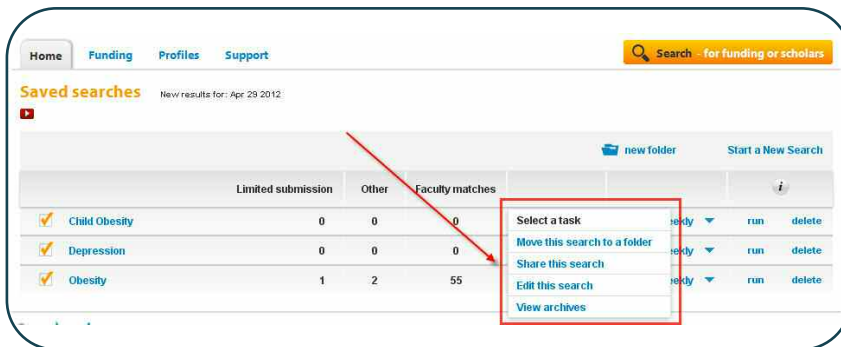 Home Funding Profiles Support Search - for funding or scholars
Saved searches New results for: Apr 29 2012
new folder Start a New Search
Limited submission Other Faculty matches i
Child Obesity 0 0 0 Select a task run delete
Move this search to a folder
Depression 0 0 0 run delete
Share this search
Obesity 1 2 55 Edit this search run delete
View archives